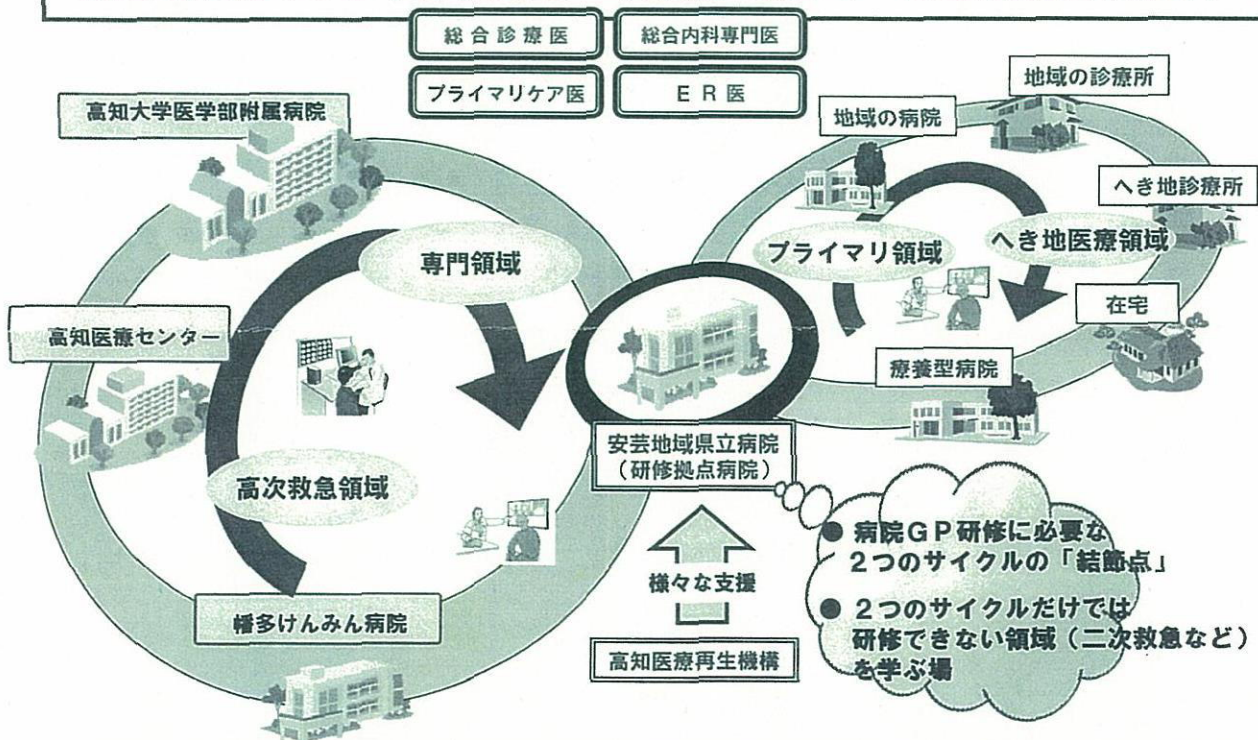 総合診療医
総合内科専門医
プライマリケア医
ER医
高知大学医学部附属病院
地域の病院
地域の診療所
へき地診療所
専門領域
プライマリ領域
へき地医療領域
高知医療センター
在宅
療養型病院
安芸地域県立病院
(研修拠点病院)
高次救急領域
●病院GP研修に必要な
2つのサイクルの「結節点」
●2つのサイクルだけでは
研修できない領域(二次救急など)
を学ぶ場
様々な支援
幡多けんみん病院
高知医療再生機構